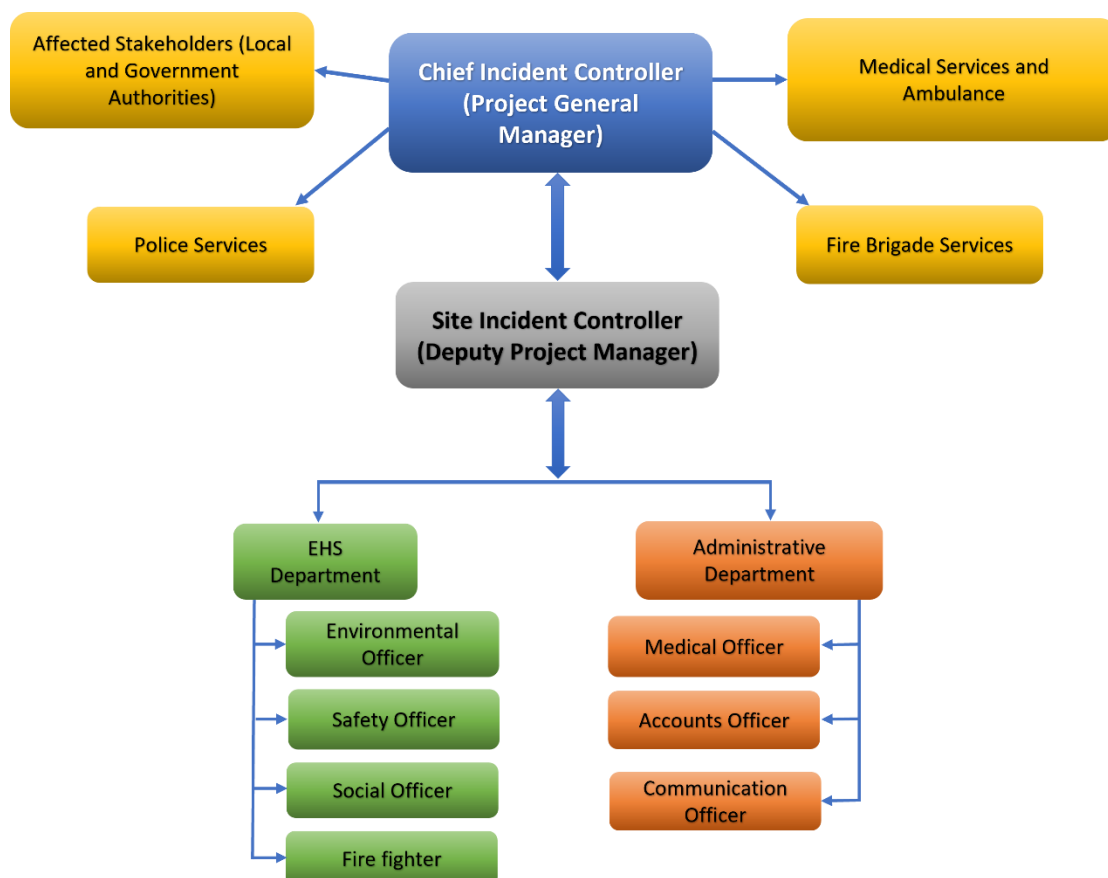 Affected Stakeholders (Local
and Government
Authorities)
Chief Incident Controller
(Project General
Manager)
Medical Services and
Ambulance
Police Services
Fire Brigade Services
Site Incident Controller
(Deputy Project Manager)
EHS
Department
Administrative
Department
Environmental
Officer
Safety Officer
Social Officer
Fire fighter
Medical Officer
Accounts Officer
Communication
Officer